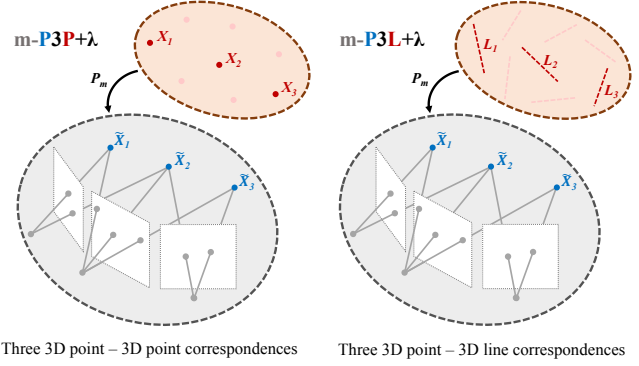 m-P3P+λ
X1
X2
X3
Pm
X̃1
X̃2
X̃3
Three 3D point – 3D point correspondences
m-P3L+λ
L1
L2
L3
Pm
X̃1
X̃2
X̃3
Three 3D point – 3D line correspondences